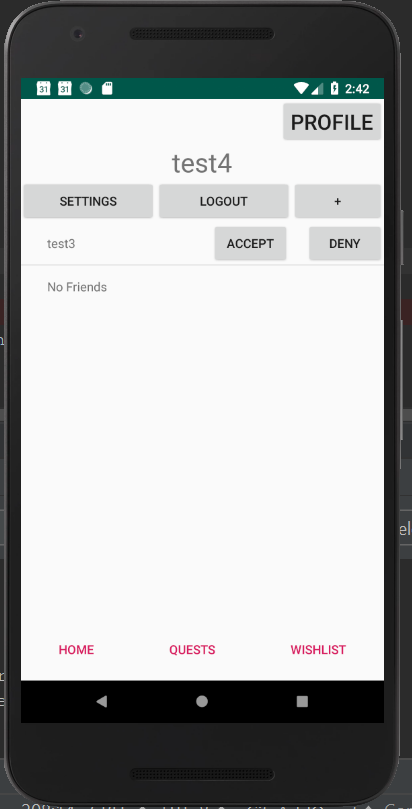 31 31 2:42
PROFILE
test4
SETTINGS LOGOUT +
test3 ACCEPT DENY
No Friends
HOME QUESTS WISHLIST